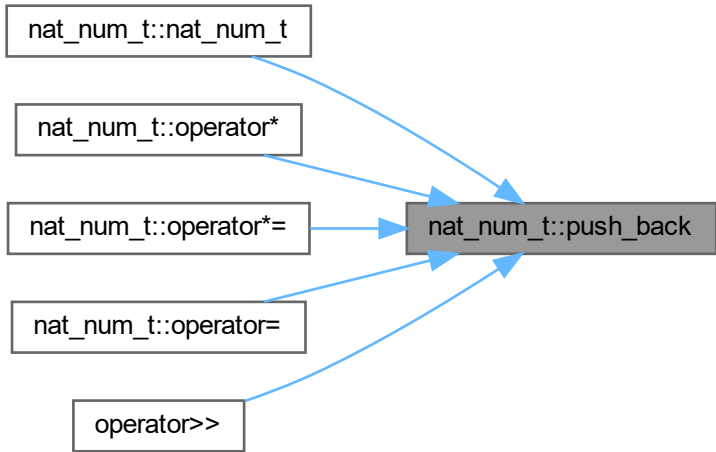 nat_num_t::nat_num_t
nat_num_t::operator*
nat_num_t::operator*=
nat_num_t::push_back
nat_num_t::operator=
operator>>